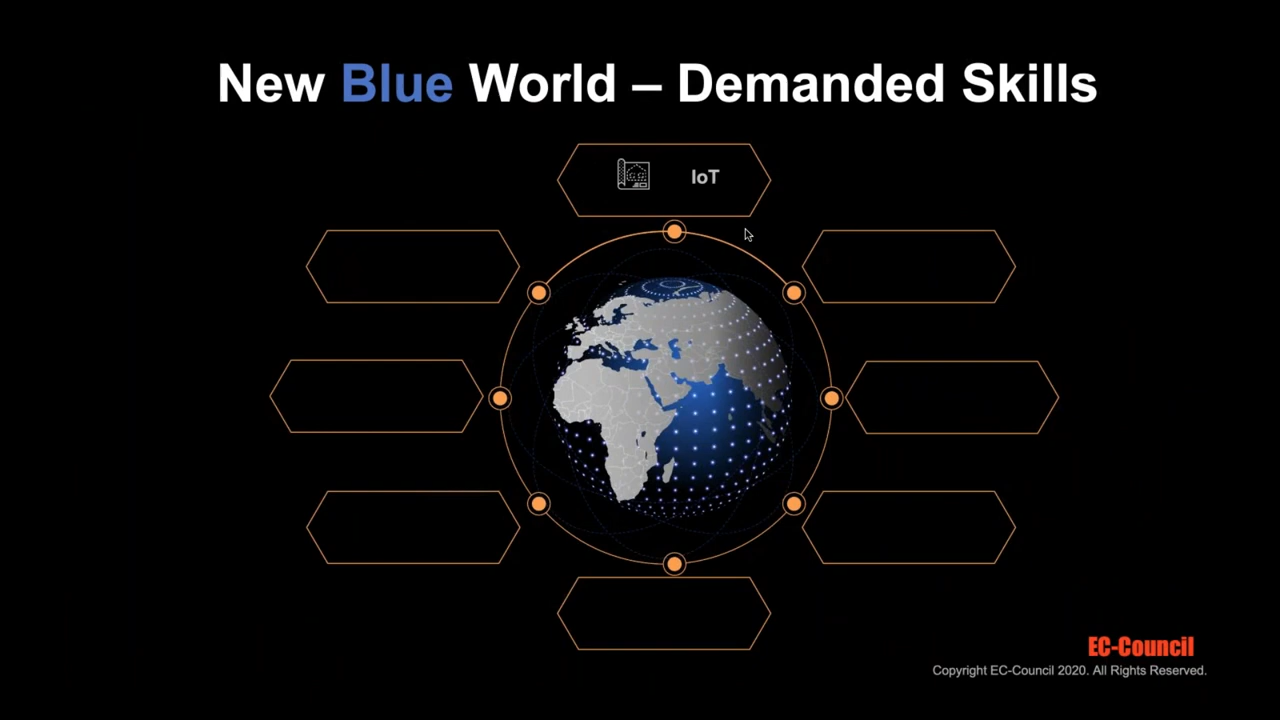 New Blue World – Demanded Skills
IoT
EC-Council
Copyright EC-Council 2020. All Rights Reserved.